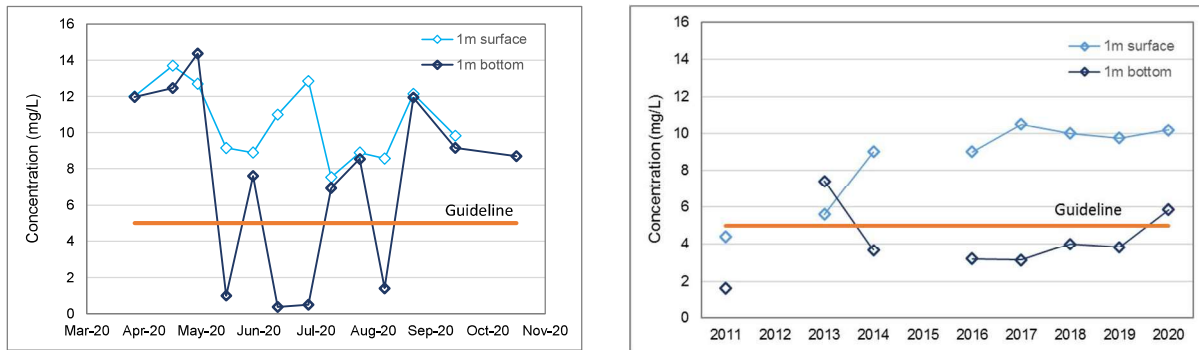 16
14
12
10
8
6
4
2
0
Concentration (mg/L)
1m surface
1m bottom
Guideline
Mar-20 Apr-20 May-20 Jun-20 Jul-20 Aug-20 Sep-20 Oct-20 Nov-20
16
14
12
10
8
6
4
2
0
Concentration (mg/L)
1m surface
1m bottom
Guideline
2011 2012 2013 2014 2015 2016 2017 2018 2019 2020